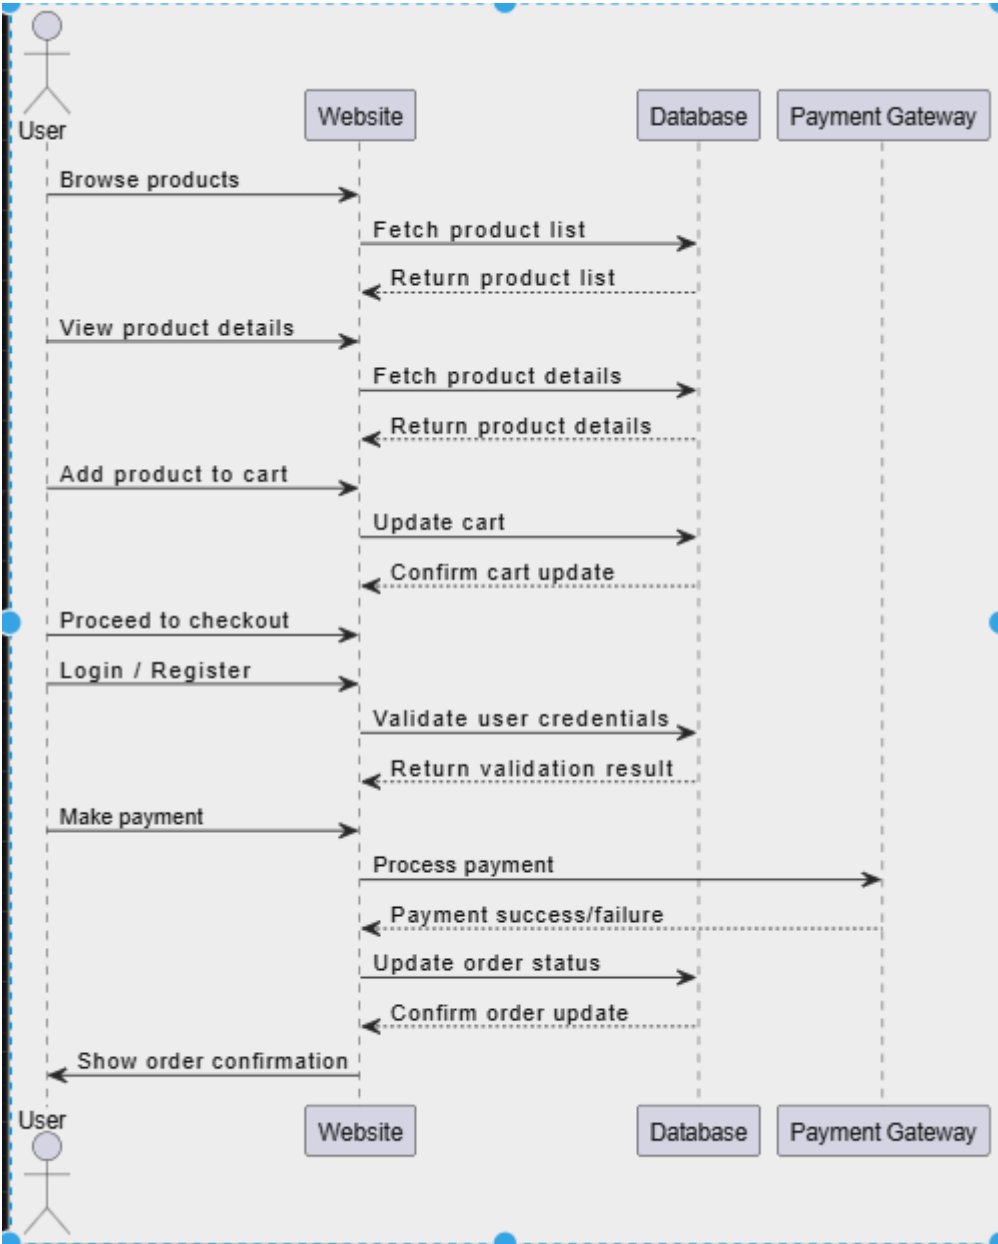 User
Website
Database
Payment Gateway
Browse products
Fetch product list
Return product list
View product details
Fetch product details
Return product details
Add product to cart
Update cart
Confirm cart update
Proceed to checkout
Login / Register
Validate user credentials
Return validation result
Make payment
Process payment
Payment success/failure
Update order status
Confirm order update
Show order confirmation
User
Website
Database
Payment Gateway